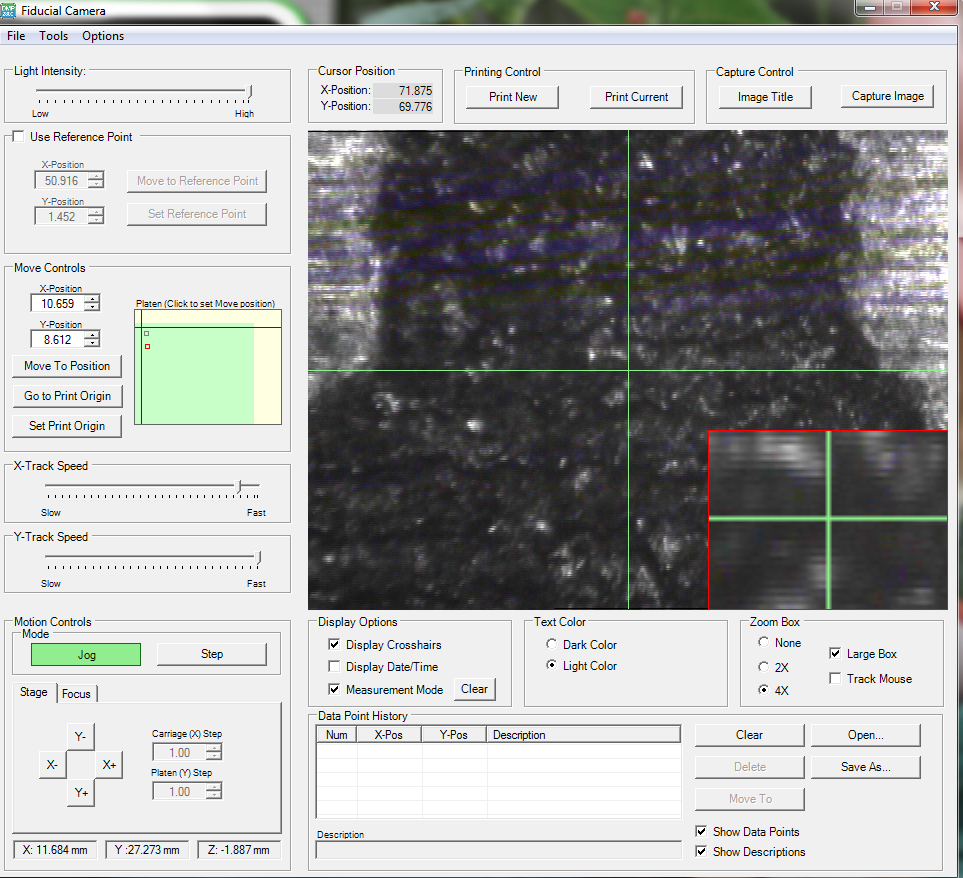 Fiducial Camera
File Tools Options
Light Intensity:
Low High
Use Reference Point
X-Position
50.916
Move to Reference Point
Y-Position
1.452
Set Reference Point
Move Controls
X-Position
10.659
Platen (Click to set Move position)
Y-Position
8.612
Move To Position
Go to Print Origin
Set Print Origin
X-Track Speed
Slow Fast
Y-Track Speed
Slow Fast
Motion Controls
Mode
Jog Step
Stage Focus
Y-
X- X+
Y+
Carriage (X) Step
1.00
Platen (Y) Step
1.00
X: 11.684 mm Y :27.273 mm Z: -1.887 mm
Cursor Position
X-Position: 71.875
Y-Position: 69.776
Printing Control
Print New Print Current
Capture Control
Image Title Capture Image
Display Options
Display Crosshairs
Display Date/Time
Measurement Mode Clear
Text Color
Dark Color
Light Color
Zoom Box
None
2X
4X
Large Box
Track Mouse
Data Point History
Num X-Pos Y-Pos Description
Description
Clear Open...
Delete Save As...
Move To
Show Data Points
Show Descriptions